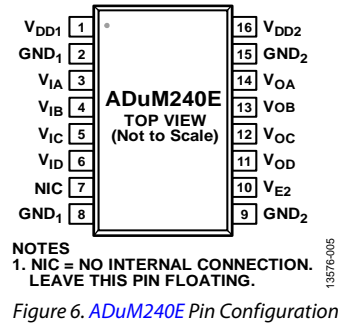 VDD1 1 16 VDD2
GND1 2 15 GND2
VIA 3 14 VOA
VIB 4 ADuM240E 13 VOB
TOP VIEW
VIC 5 (Not to Scale) 12 VOC
VID 6 11 VOD
NIC 7 10 VE2
GND1 8 9 GND2
NOTES
1. NIC = NO INTERNAL CONNECTION.
LEAVE THIS PIN FLOATING.
13576-005
Figure 6. ADuM240E Pin Configuration